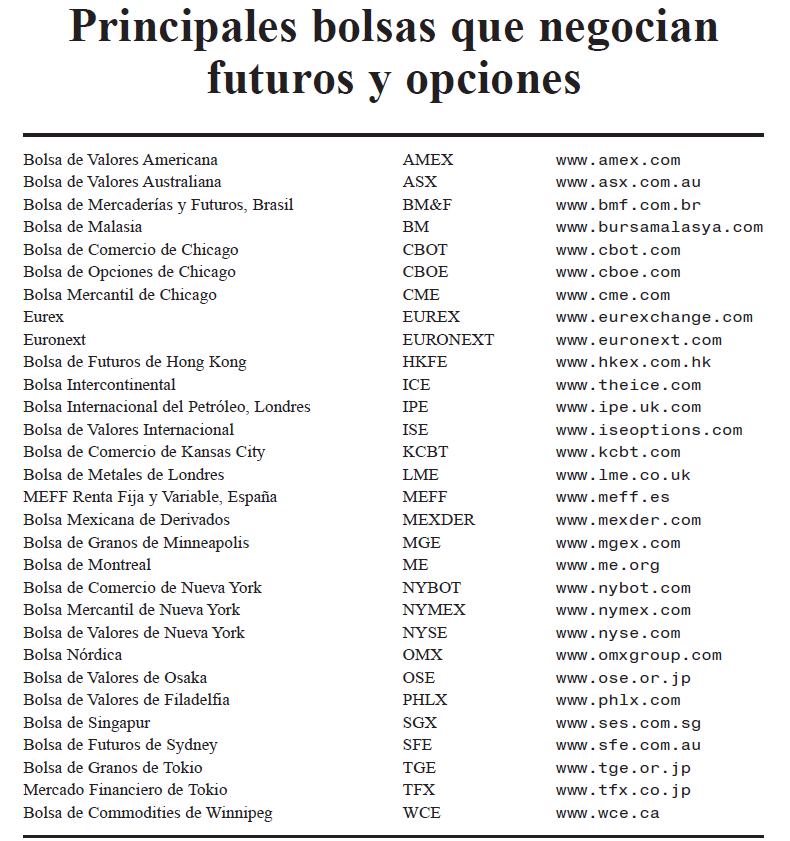 Principales bolsas que negocian
futuros y opciones
Bolsa de Valores Americana AMEX www.amex.com
Bolsa de Valores Australiana ASX www.asx.com.au
Bolsa de Mercaderías y Futuros, Brasil BM&F www.bmf.com.br
Bolsa de Malasia BM www.bursamalasya.com
Bolsa de Comercio de Chicago CBOT www.cbot.com
Bolsa de Opciones de Chicago CBOE www.cboe.com
Bolsa Mercantil de Chicago CME www.cme.com
Eurex EUREX www.eurexchange.com
Euronext EURONEXT www.euronext.com
Bolsa de Futuros de Hong Kong HKFE www.hkex.com.hk
Bolsa Intercontinental ICE www.theice.com
Bolsa Internacional del Petróleo, Londres IPE www.ipe.uk.com
Bolsa de Valores Internacional ISE www.iseoptions.com
Bolsa de Comercio de Kansas City KCBT www.kcbt.com
Bolsa de Metales de Londres LME www.lme.co.uk
MEFF Renta Fija y Variable, España MEFF www.meff.es
Bolsa Mexicana de Derivados MEXDER www.mexder.com
Bolsa de Granos de Minneapolis MGE www.mgex.com
Bolsa de Montreal ME www.me.org
Bolsa de Comercio de Nueva York NYBOT www.nybot.com
Bolsa Mercantil de Nueva York NYMEX www.nymex.com
Bolsa de Valores de Nueva York NYSE www.nyse.com
Bolsa Nórdica OMX www.omxgroup.com
Bolsa de Valores de Osaka OSE www.ose.or.jp
Bolsa de Valores de Filadelfia PHLX www.phlx.com
Bolsa de Singapur SGX www.ses.com.sg
Bolsa de Futuros de Sydney SFE www.sfe.com.au
Bolsa de Granos de Tokio TGE www.tge.or.jp
Mercado Financiero de Tokio TFX www.tfx.co.jp
Bolsa de Commodities de Winnipeg WCE www.wce.ca